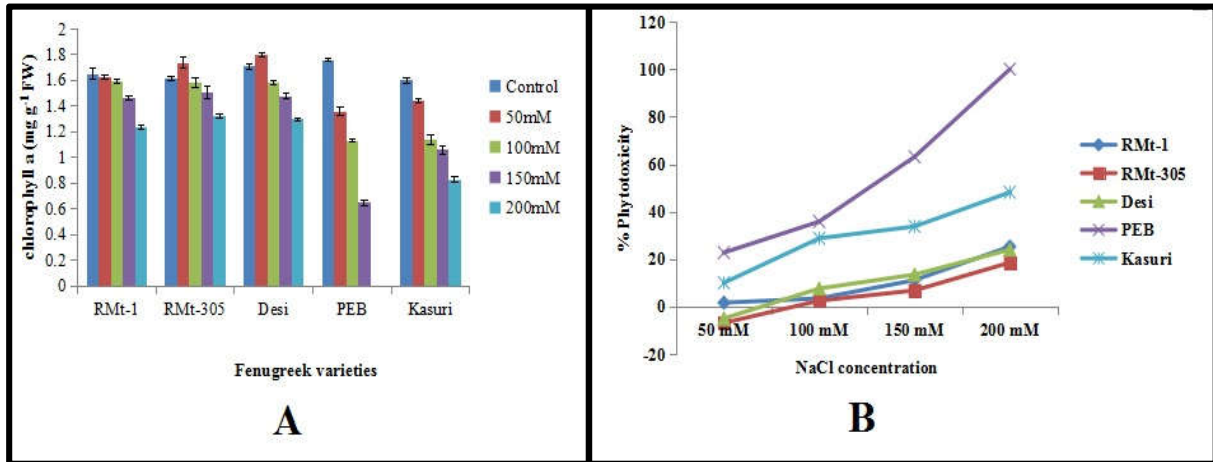 chlorophyll a (mg g-1 FW)
2
1.8
1.6
1.4
1.2
1
0.8
0.6
0.4
0.2
0
RMt-1 RMt-305 Desi PEB Kasuri
Fenugreek varieties
Control
50mM
100mM
150mM
200mM
A
% Phytotoxicity
120
100
80
60
40
20
0
-20
50 mM 100 mM 150 mM 200 mM
NaCl concentration
RMt-1
RMt-305
Desi
PEB
Kasuri
B